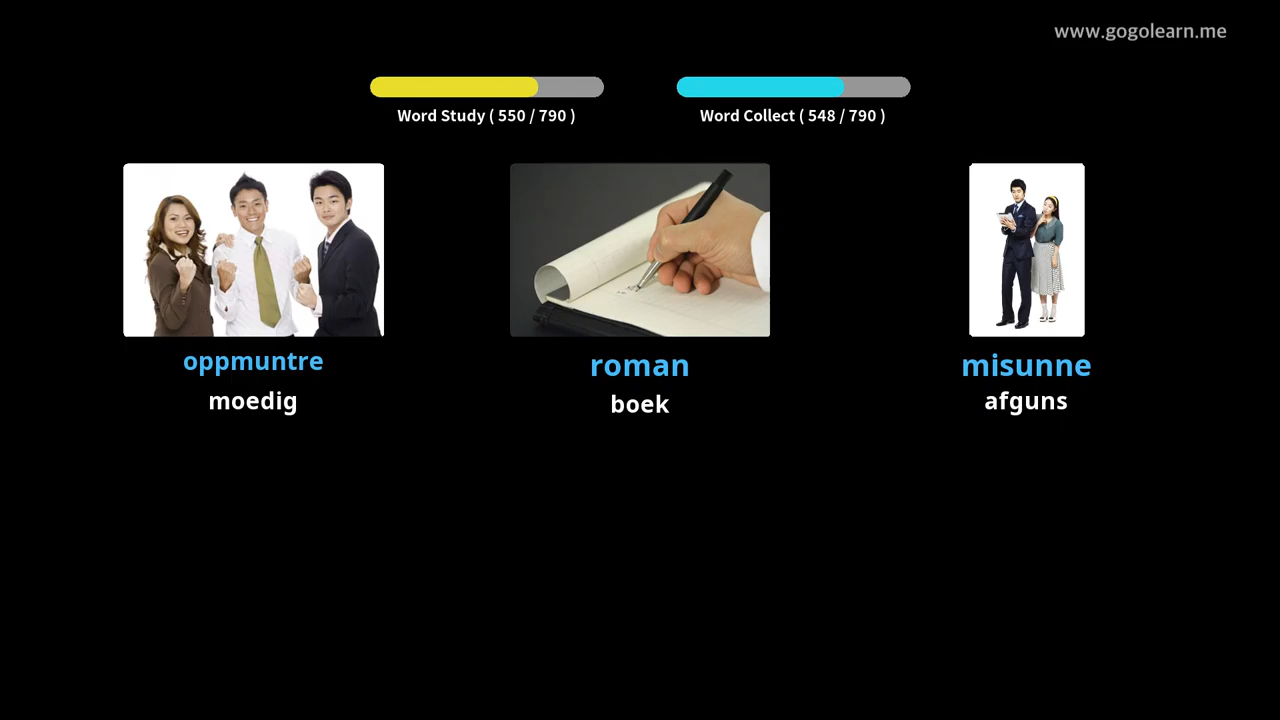 www.gogolearn.me
Word Study ( 550 / 790 )
Word Collect ( 548 / 790 )
oppmuntre
roman
misunne
moedig
boek
afguns